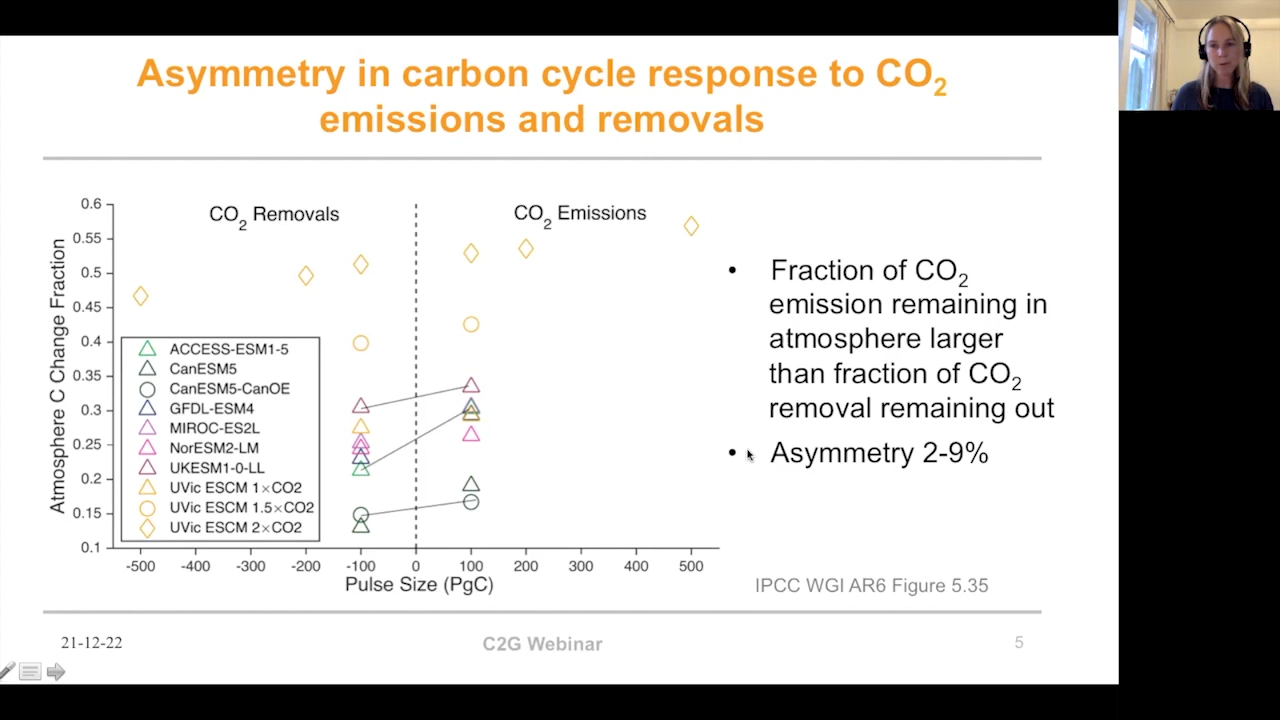 Asymmetry in carbon cycle response to CO₂
emissions and removals
CO₂ Removals
CO₂ Emissions
Atmosphere C Change Fraction
0.6
0.55
0.5
0.45
0.4
0.35
0.3
0.25
0.2
0.15
0.1
ACCESS-ESM1-5
CanESM5
CanESM5-CanOE
GFDL-ESM4
MIROC-ES2L
NorESM2-LM
UKESM1-0-LL
UVic ESCM 1×CO2
UVic ESCM 1.5×CO2
UVic ESCM 2×CO2
-500 -400 -300 -200 -100 0 100 200 300 400 500
Pulse Size (PgC)
• Fraction of CO₂
emission remaining in
atmosphere larger
than fraction of CO₂
removal remaining out
• Asymmetry 2-9%
IPCC WGI AR6 Figure 5.35
21-12-22
C2G Webinar
5